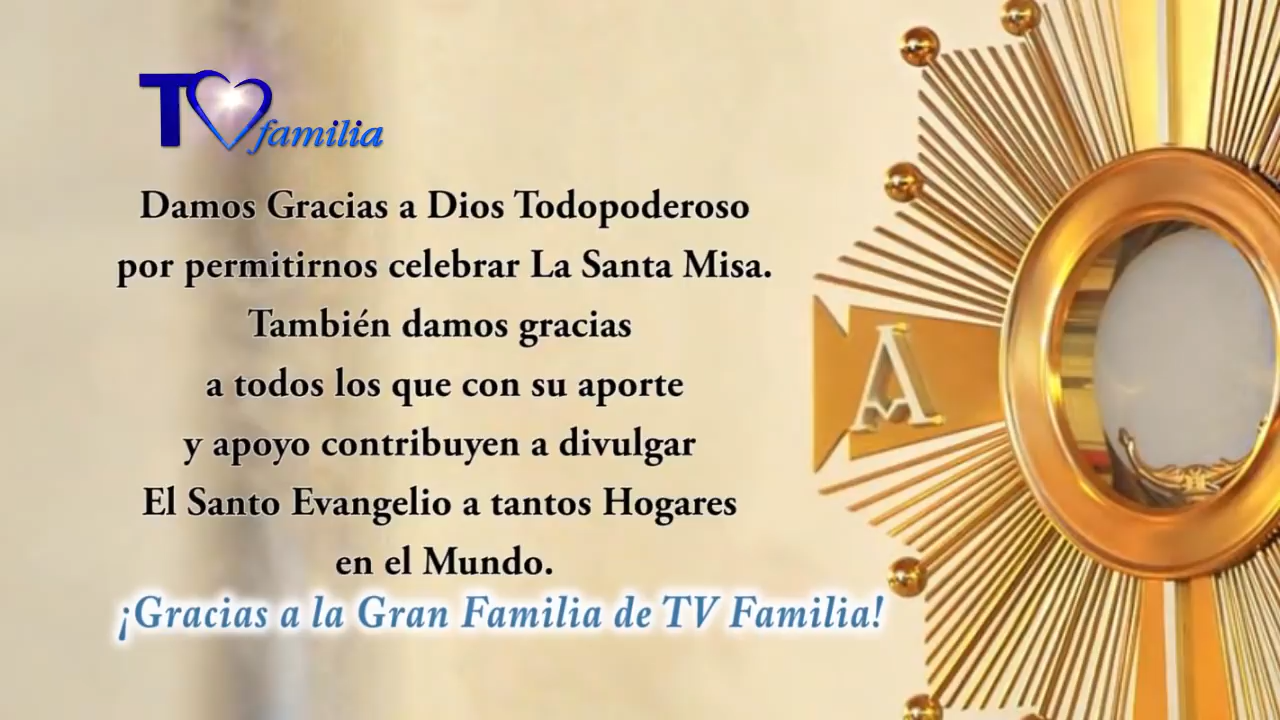 TV familia
Damos Gracias a Dios Todopoderoso
por permitirnos celebrar La Santa Misa.
También damos gracias
a todos los que con su aporte
y apoyo contribuyen a divulgar
El Santo Evangelio a tantos Hogares
en el Mundo.
¡Gracias a la Gran Familia de TV Familia!
A